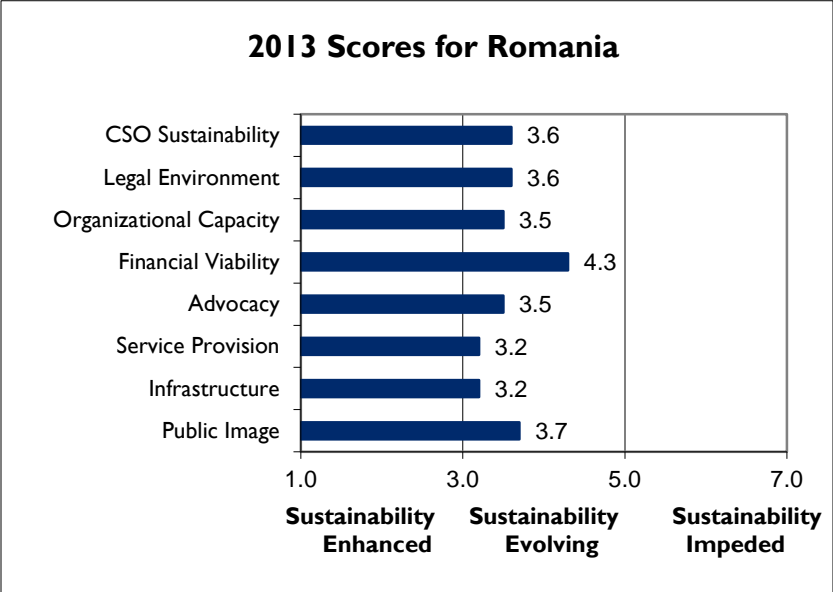 2013 Scores for Romania
CSO Sustainability 3.6
Legal Environment 3.6
Organizational Capacity 3.5
Financial Viability 4.3
Advocacy 3.5
Service Provision 3.2
Infrastructure 3.2
Public Image 3.7
1.0 3.0 5.0 7.0
Sustainability Sustainability Sustainability
Enhanced Evolving Impeded